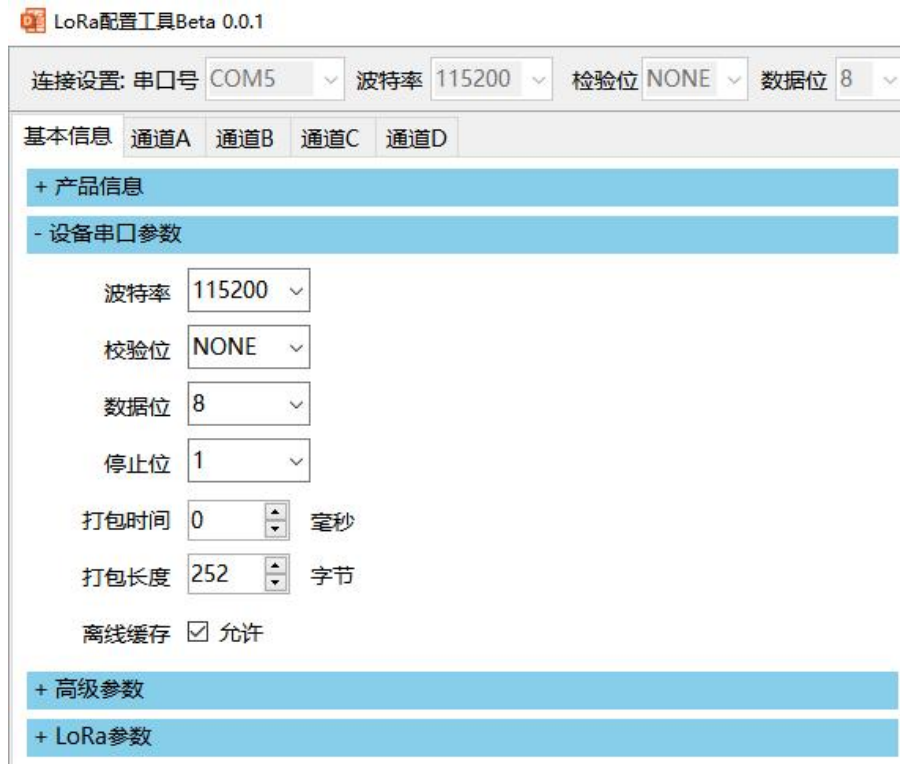 LoRa配置工具Beta 0.0.1
连接设置: 串口号 COM5 波特率 115200 检验位 NONE 数据位 8
基本信息 通道A 通道B 通道C 通道D
+ 产品信息
- 设备串口参数
波特率 115200
校验位 NONE
数据位 8
停止位 1
打包时间 0 毫秒
打包长度 252 字节
离线缓存 允许
+ 高级参数
+ LoRa参数